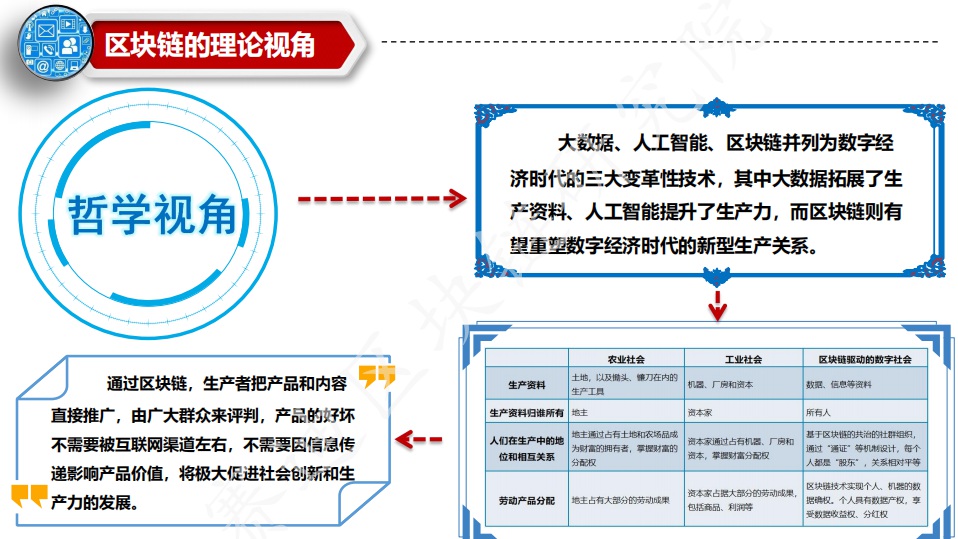 区块链的理论视角
哲学视角
大数据、人工智能、区块链并列为数字经
济时代的三大变革性技术，其中大数据拓展了生
产资料、人工智能提升了生产力，而区块链则有
望重塑数字经济时代的新型生产关系。
农业社会 工业社会 区块链驱动的数字社会
生产资料 土地，以及锄头、镰刀在内的 机器、厂房和资本 数据、信息等资料
生产工具
生产资料归谁所有 地主 资本家 所有人
人们在生产中的地 地主通过占有土地和农场品成 资本家通过占有机器、厂房和 基于区块链的共治的社群组织，
位和相互关系 为财富的拥有者，掌握财富的 资本，掌握财富分配权 通过“通证”等机制设计，每个
分配权 人都是“股东”，关系相对平等
劳动产品分配 地主占有大部分的劳动成果 资本家占据大部分的劳动成果， 区块链技术实现个人、机器的数
包括商品、利润等 据确权。个人具有数据产权，享
受数据收益权、分红权
通过区块链，生产者把产品和内容
直接推广，由广大群众来评判，产品的好坏
不需要被互联网渠道左右，不需要因信息传
递影响产品价值，将极大促进社会创新和生
产力的发展。